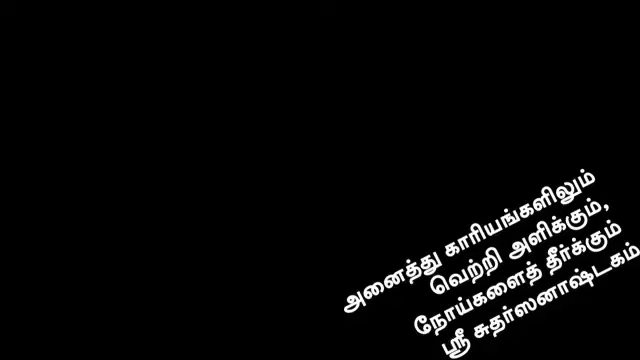 அனைத்து காரியங்களிலும்
வெற்றி அளிக்கும்,
நோய்களைத் தீர்க்கும்
ஸ்ரீ சுதர்ஸனாஷ்டகம்